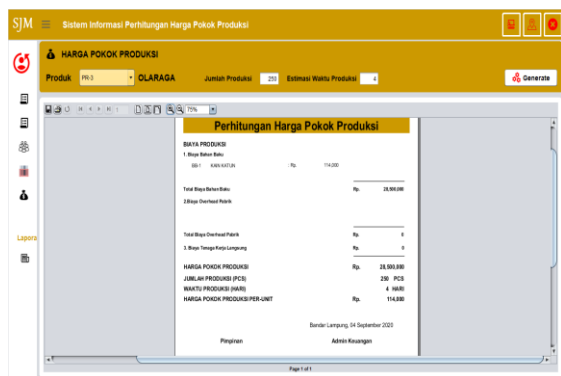 SJM Sistem Informasi Perhitungan Harga Pokok Produksi
HARGA POKOK PRODUKSI
Produk PR-3 OLARAGA Jumlah Produksi 250 Estimasi Waktu Produksi 4 Generate
75%
Lapora
Perhitungan Harga Pokok Produksi
BIAYA PRODUKSI
1. Biaya Bahan Baku
BB-1 KAIN KATUN : Rp. 114,000
Total Biaya Bahan Baku Rp. 28,500,000
2.Biaya Overhead Pabrik
Total Biaya Overhead Pabrik Rp. 0
3. Biaya Tenaga Kerja Langsung Rp. 0
HARGA POKOK PRODUKSI Rp. 28,500,000
JUMLAH PRODUKSI (PCS) 250 PCS
WAKTU PRODUKSI (HARI) 4 HARI
HARGA POKOK PRODUKSI PER-UNIT Rp. 114,000
Bandar Lampung, 04 September 2020
Pimpinan Admin Keuangan
Page 1 of 1